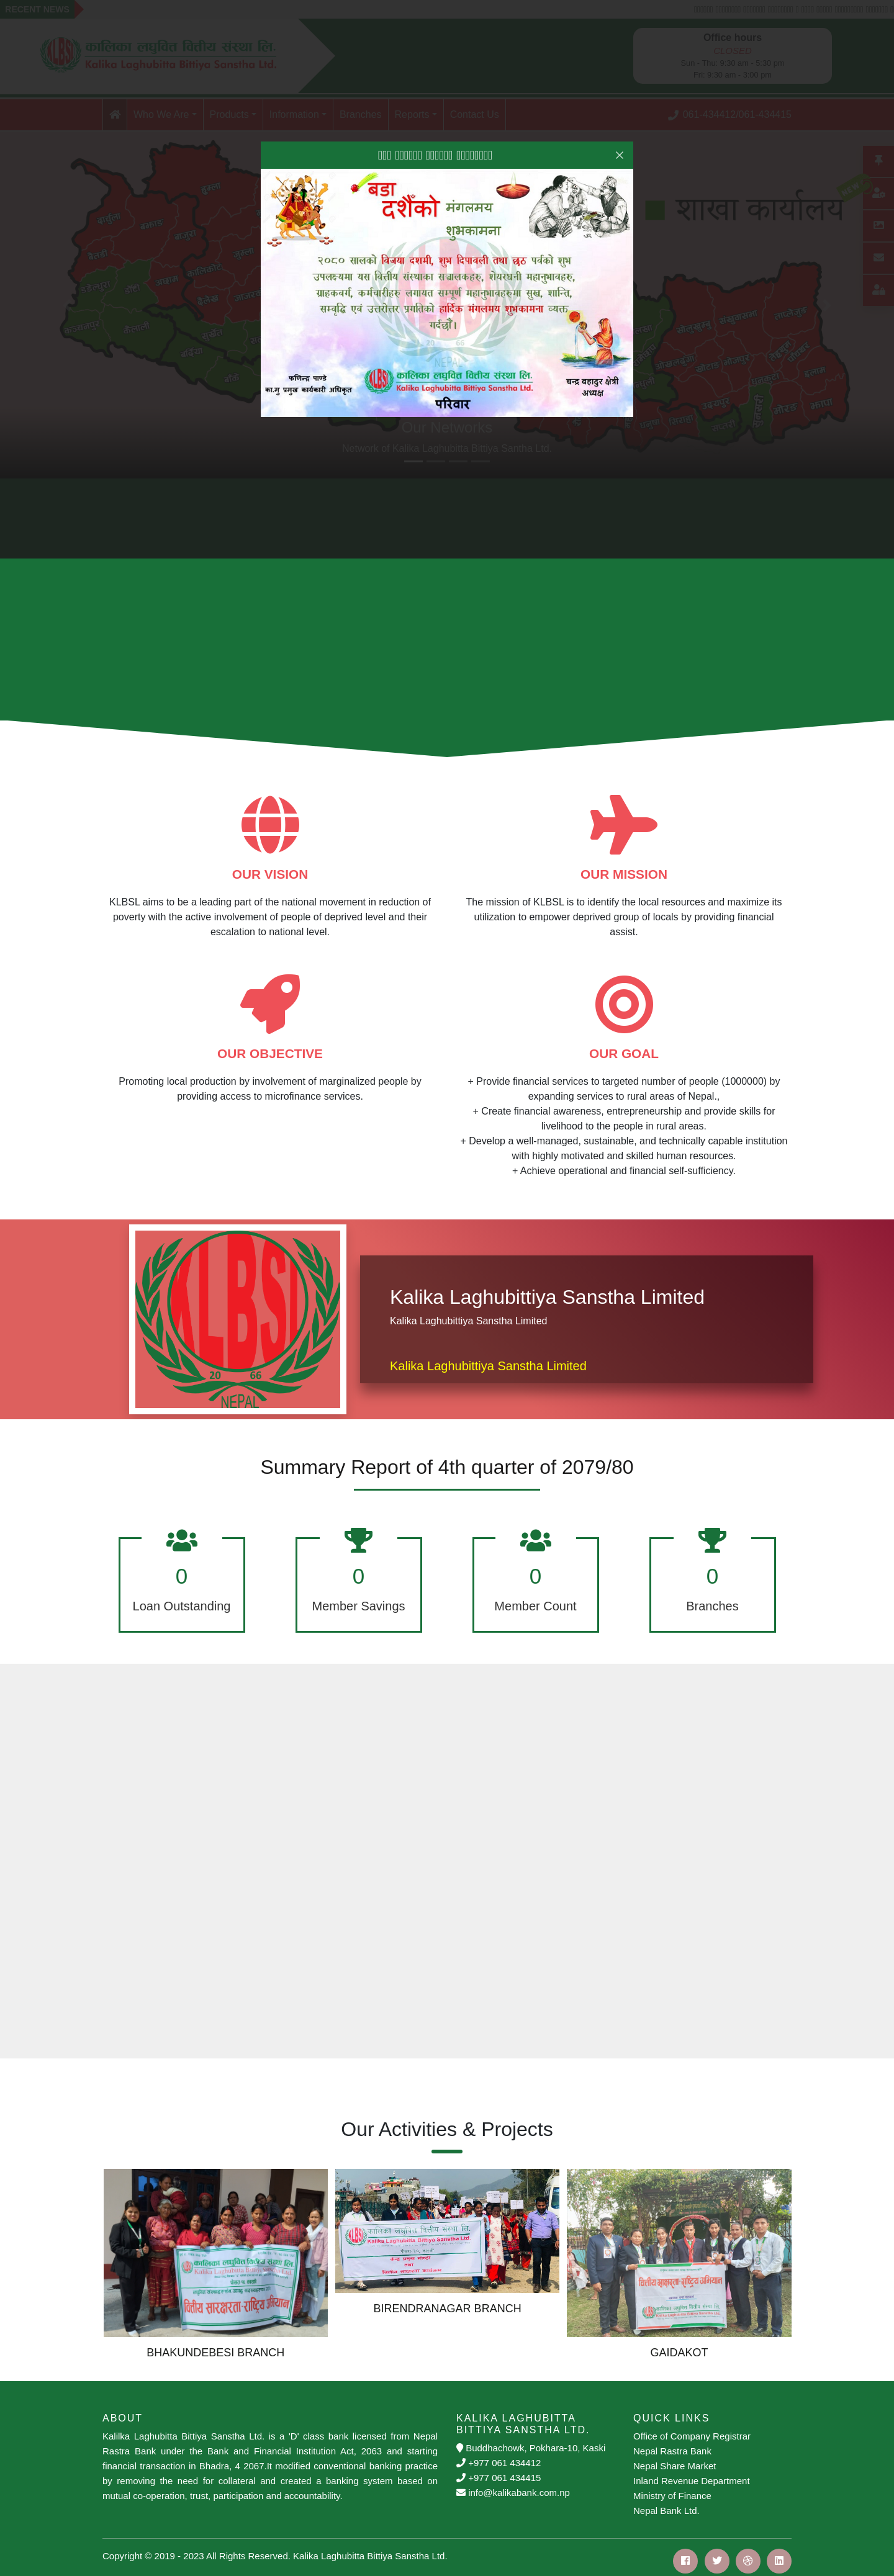 RECENT NEWS
कालिका लघुवित्त वित्तीय संस्था लि.
Kalika Laghubitta Bittiya Sanstha Ltd.
Office hours
CLOSED
Sun - Thu: 9:30 am - 5:30 pm
Fri: 9:30 am - 3:00 pm
Who We Are
Products
Information
Branches
Reports
Contact Us
061-434412/061-434415
×
बडा
दशैंको मंगलमय
शुभकामना
२०८० सालको विजया दशमी, शुभ दिपावली तथा छठ पर्वको शुभ
उपलक्ष्यमा यस वित्तीय संस्थाका सञ्चालकहरु, शेयरधनी महानुभावहरु,
ग्राहकवर्ग, कर्मचारी लगायत सम्पूर्ण महानुभावहरुमा सुख, शान्ति,
सम्वृद्धि एवं उत्तरोत्तर प्रगतिको हार्दिक मंगलमय शुभकामना व्यक्त
गर्दछौं।
फणिन्द्र पाण्डे
का.मु प्रमुख कार्यकारी अधिकृत
कालिका लघुवित्त वित्तीय संस्था लि.
Kalika Laghubitta Bittiya Sanstha Ltd.
परिवार
चन्द्र बहादुर क्षेत्री
अध्यक्ष
शाखा कार्यालय
Our Networks
Network of Kalika Laghubitta Bittiya Santha Ltd.
OUR VISION
KLBSL aims to be a leading part of the national movement in reduction of
poverty with the active involvement of people of deprived level and their
escalation to national level.
OUR MISSION
The mission of KLBSL is to identify the local resources and maximize its
utilization to empower deprived group of locals by providing financial
assist.
OUR OBJECTIVE
Promoting local production by involvement of marginalized people by
providing access to microfinance services.
OUR GOAL
+ Provide financial services to targeted number of people (1000000) by
expanding services to rural areas of Nepal.,
+ Create financial awareness, entrepreneurship and provide skills for
livelihood to the people in rural areas.
+ Develop a well-managed, sustainable, and technically capable institution
with highly motivated and skilled human resources.
+ Achieve operational and financial self-sufficiency.
KLBSL
20 66
NEPAL
Kalika Laghubittiya Sanstha Limited
Kalika Laghubittiya Sanstha Limited
Kalika Laghubittiya Sanstha Limited
Summary Report of 4th quarter of 2079/80
0
Loan Outstanding
0
Member Savings
0
Member Count
0
Branches
Our Activities & Projects
BHAKUNDEBESI BRANCH
BIRENDRANAGAR BRANCH
GAIDAKOT
ABOUT
Kalilka Laghubitta Bittiya Sanstha Ltd. is a 'D' class bank licensed from Nepal
Rastra Bank under the Bank and Financial Institution Act, 2063 and starting
financial transaction in Bhadra, 4 2067.It modified conventional banking practice
by removing the need for collateral and created a banking system based on
mutual co-operation, trust, participation and accountability.
KALIKA LAGHUBITTA
BITTIYA SANSTHA LTD.
Buddhachowk, Pokhara-10, Kaski
+977 061 434412
+977 061 434415
info@kalikabank.com.np
QUICK LINKS
Office of Company Registrar
Nepal Rastra Bank
Nepal Share Market
Inland Revenue Department
Ministry of Finance
Nepal Bank Ltd.
Copyright © 2019 - 2023 All Rights Reserved. Kalika Laghubitta Bittiya Sanstha Ltd.